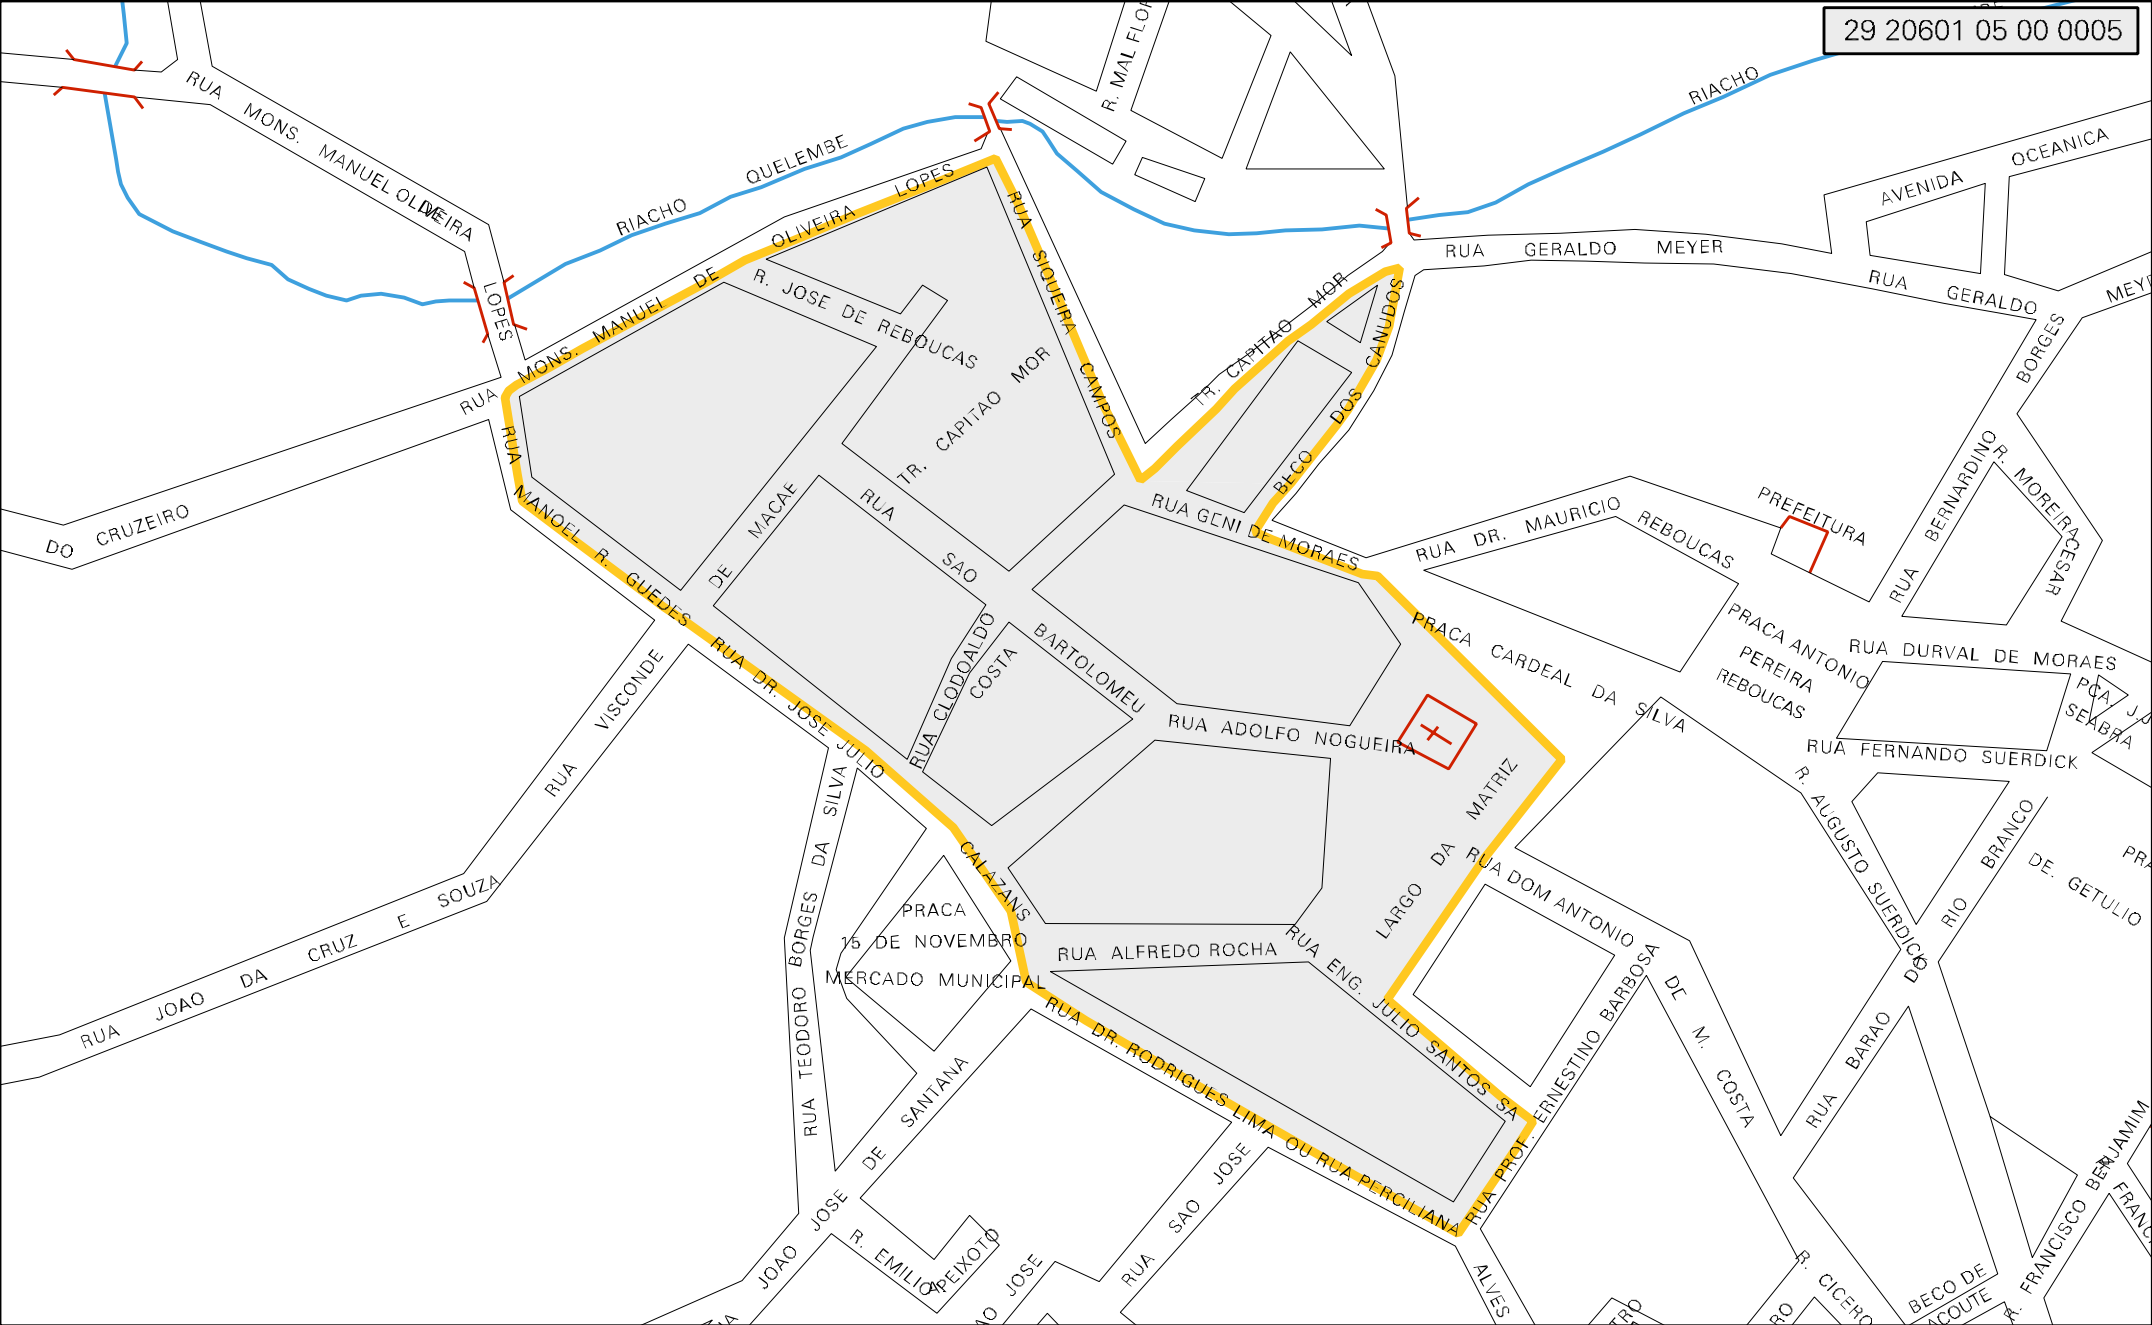 29 20601 05 00 0005
R. MAL FLOR
RIACHO
RUA MONS. MANUEL OLIVEIRA
DE
LOPES
RIACHO QUELEMBE
AVENIDA OCEANICA
RUA GERALDO MEYER
RUA GERALDO
RUA MONS. MANUEL DE OLIVEIRA LOPES
RUA SIQUEIRA CAMPOS
R. JOSE DE REBOUCAS
TR. CAPITAO MOR
TR. CAPITAO MOR
BECO DOS CANUDOS
RUA BERNARDINO BORGES
R. MOREIRA CESAR
DO CRUZEIRO
RUA MANOEL R. GUEDES
DE MACAE
RUA SAO BARTOLOMEU
RUA GENI DE MORAES
RUA DR. MAURICIO REBOUCAS
PREFEITURA
PRACA CARDEAL DA SILVA
PRACA ANTONIO
PEREIRA
REBOUCAS
RUA DURVAL DE MORAES
PCA. J.J
SEABRA
RUA FERNANDO SUERDICK
RUA CLODOALDO
COSTA
RUA ADOLFO NOGUEIRA
RUA DR. JOSE JULIO CALAZANS
RUA VISCONDE
LARGO DA MATRIZ
R. AUGUSTO SUERDICK
RUA BARAO DO RIO BRANCO
DE. GETULIO
PRA
RUA DOM ANTONIO DE M. COSTA
RUA JOAO DA CRUZ E SOUZA
RUA TEODORO BORGES DA SILVA
PRACA
15 DE NOVEMBRO
MERCADO MUNICIPAL
RUA ALFREDO ROCHA
RUA ENG. JULIO SANTOS SA
RUA PROF. ERNESTINO BARBOSA
RUA DR. RODRIGUES LIMA OU RUA PERCILIANA
JOAO JOSE DE SANTANA
R. EMILIO
PEIXOTO
RUA SAO JOSE
JOSE
ALVES
R. CICERO
BECO DE
R. FRANCISCO BENJAMIM